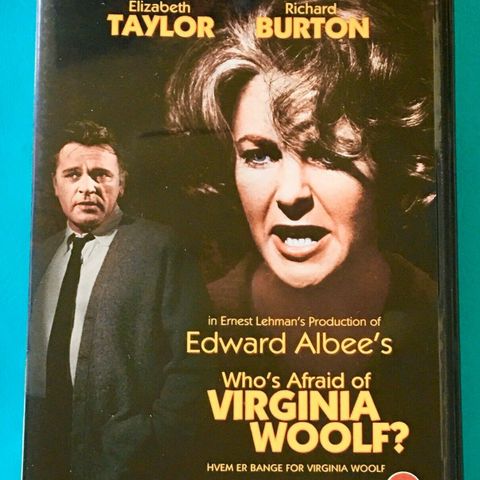 Elizabeth Richard
TAYLOR BURTON
in Ernest Lehman's Production of
Edward Albee's
Who's Afraid of
VIRGINIA
WOOLF?
HVEM ER BANGE FOR VIRGINIA WOOLF